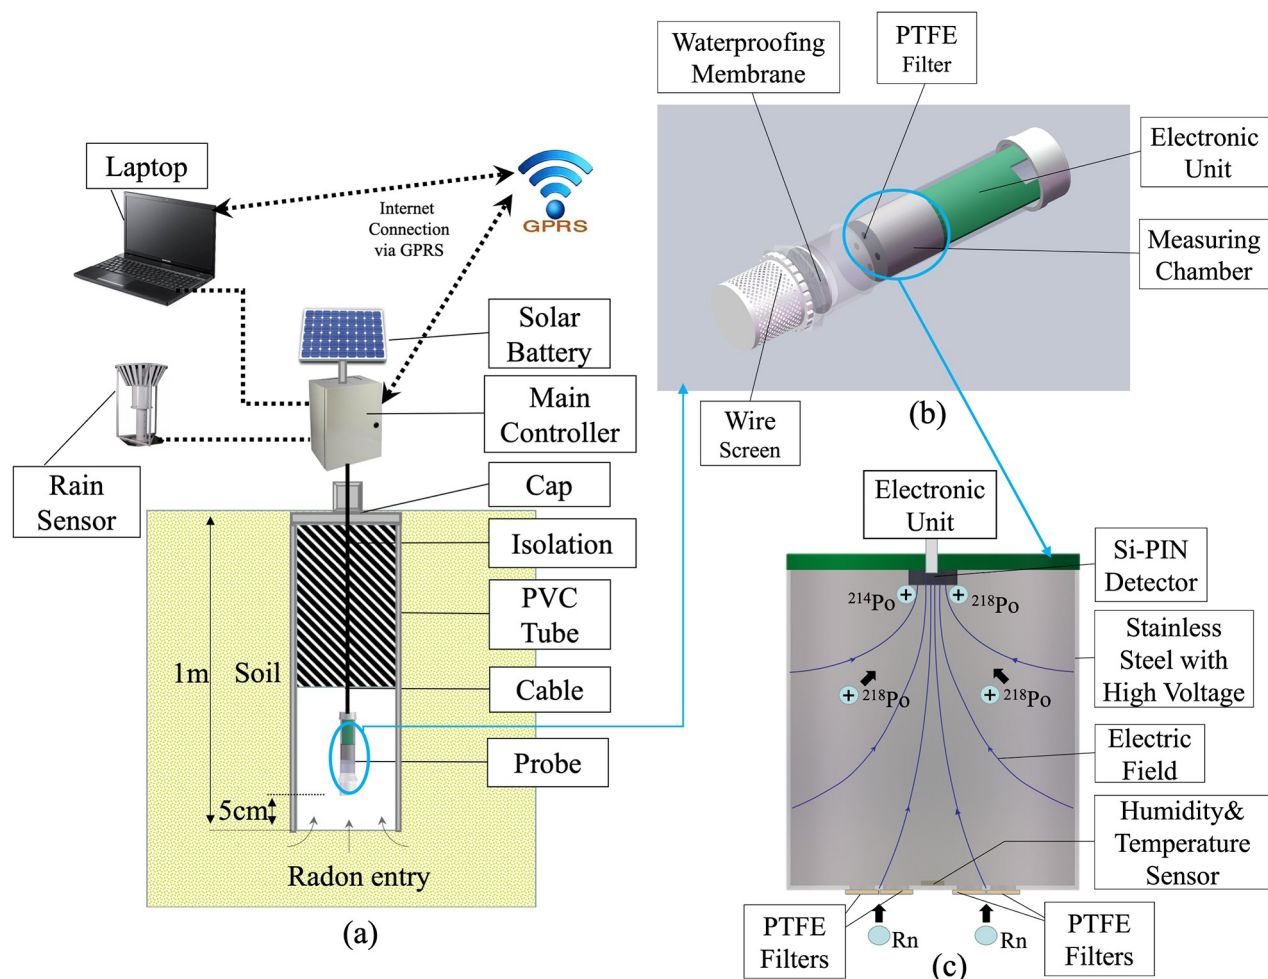 Laptop
Internet
Connection
via GPRS
GPRS
Solar
Battery
Main
Controller
Rain
Sensor
Cap
Isolation
PVC
Tube
Cable
Probe
1m
Soil
5cm
Radon entry
(a)
Waterproofing
Membrane
PTFE
Filter
Electronic
Unit
Measuring
Chamber
Wire
Screen
(b)
Electronic
Unit
Si-PIN
Detector
+ ²¹⁴Po
+ ²¹⁸Po
Stainless
Steel with
High Voltage
+ ²¹⁸Po
+ ²¹⁸Po
Electric
Field
Humidity&
Temperature
Sensor
PTFE
Filters
Rn
Rn
PTFE
Filters
(c)